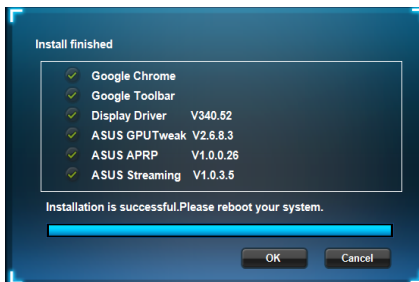 Install finished
Google Chrome
Google Toolbar
Display Driver V340.52
ASUS GPUTweak V2.6.8.3
ASUS APRP V1.0.0.26
ASUS Streaming V1.0.3.5
Installation is successful.Please reboot your system.
OK Cancel